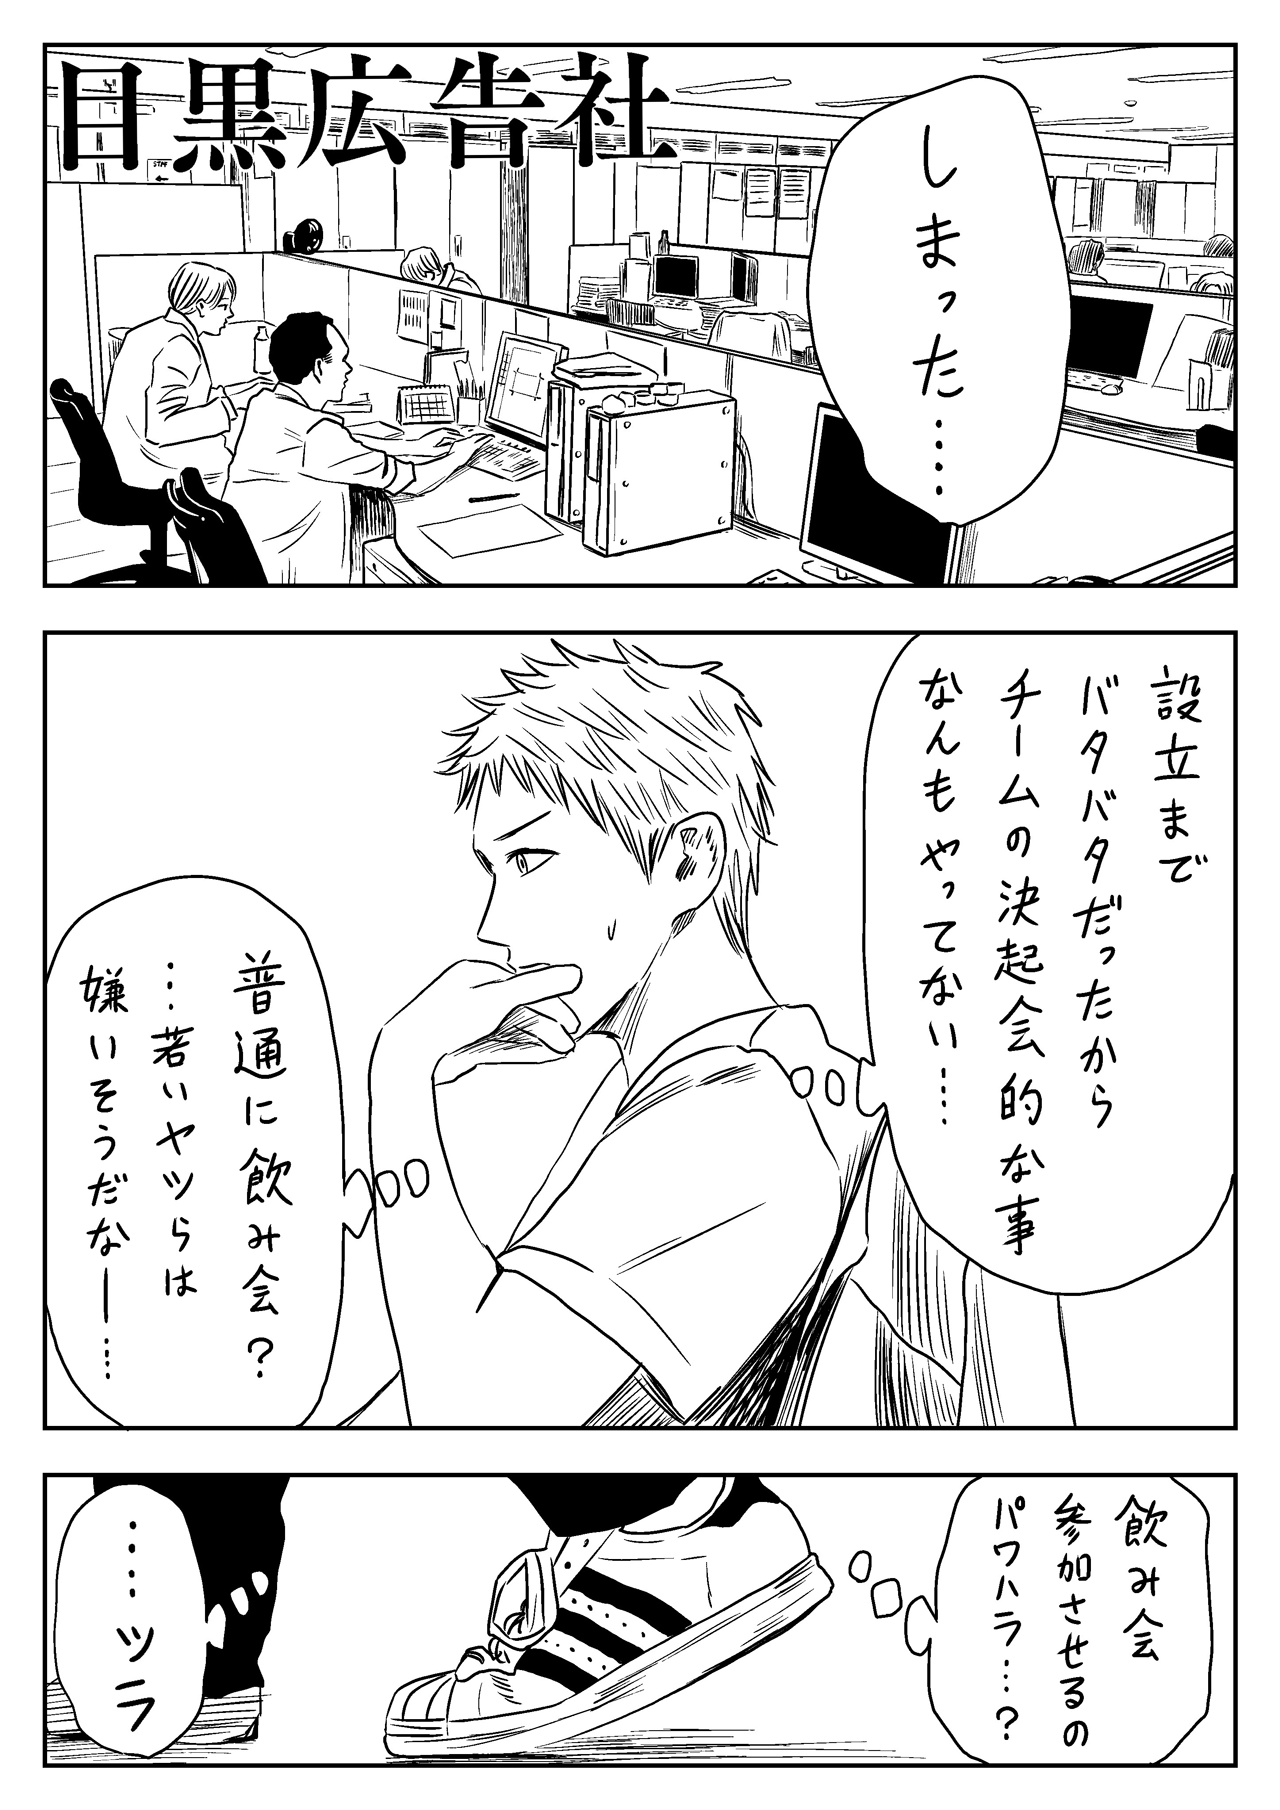 目黒広告社
STAFF
しまった……
設立まで
バタバタだったから
チームの決起会的な事
なんもやってない…
普通に飲み会？
…若いヤツらは
嫌いそうだなー…
飲み会
参加させるの
パワハラ…？
……ツラ